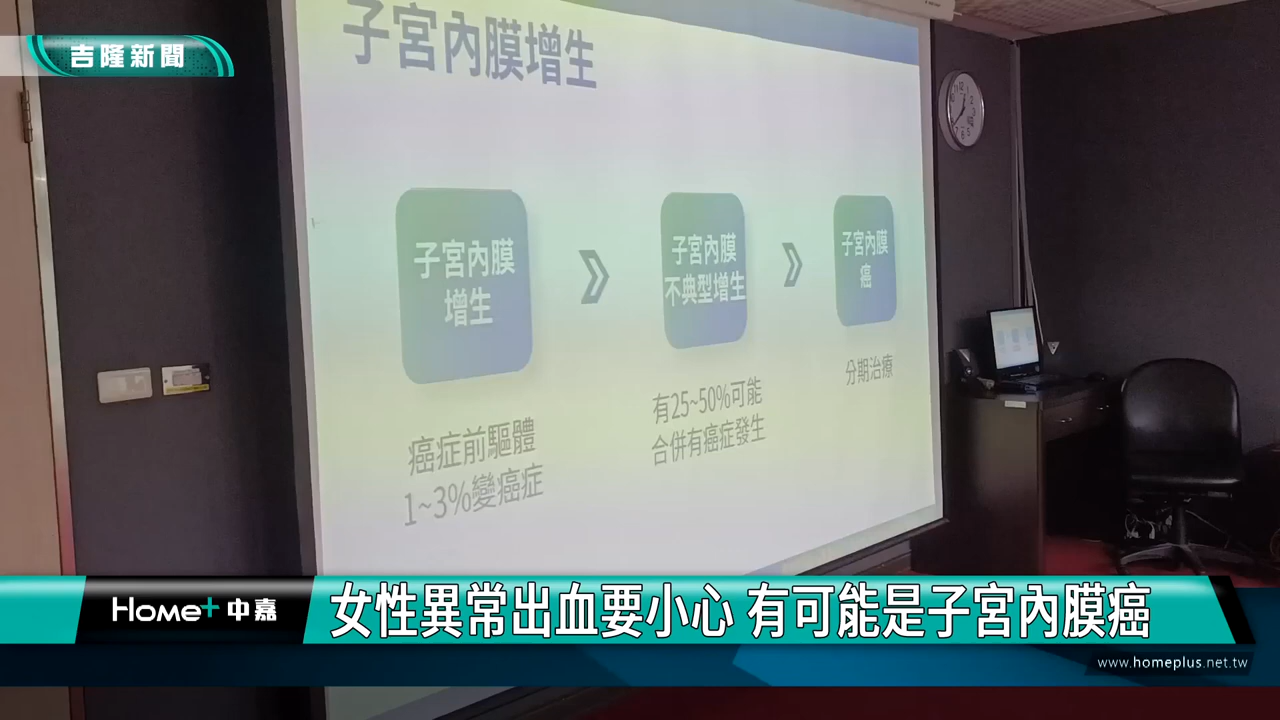 吉隆新聞
子宮內膜增生
子宮內膜
增生
子宮內膜
不典型增生
子宮內膜
癌
癌症前驅體
1~3%變癌症
有25~50%可能
合併有癌症發生
分期治療
Home+中嘉
女性異常出血要小心 有可能是子宮內膜癌
www.homeplus.net.tw